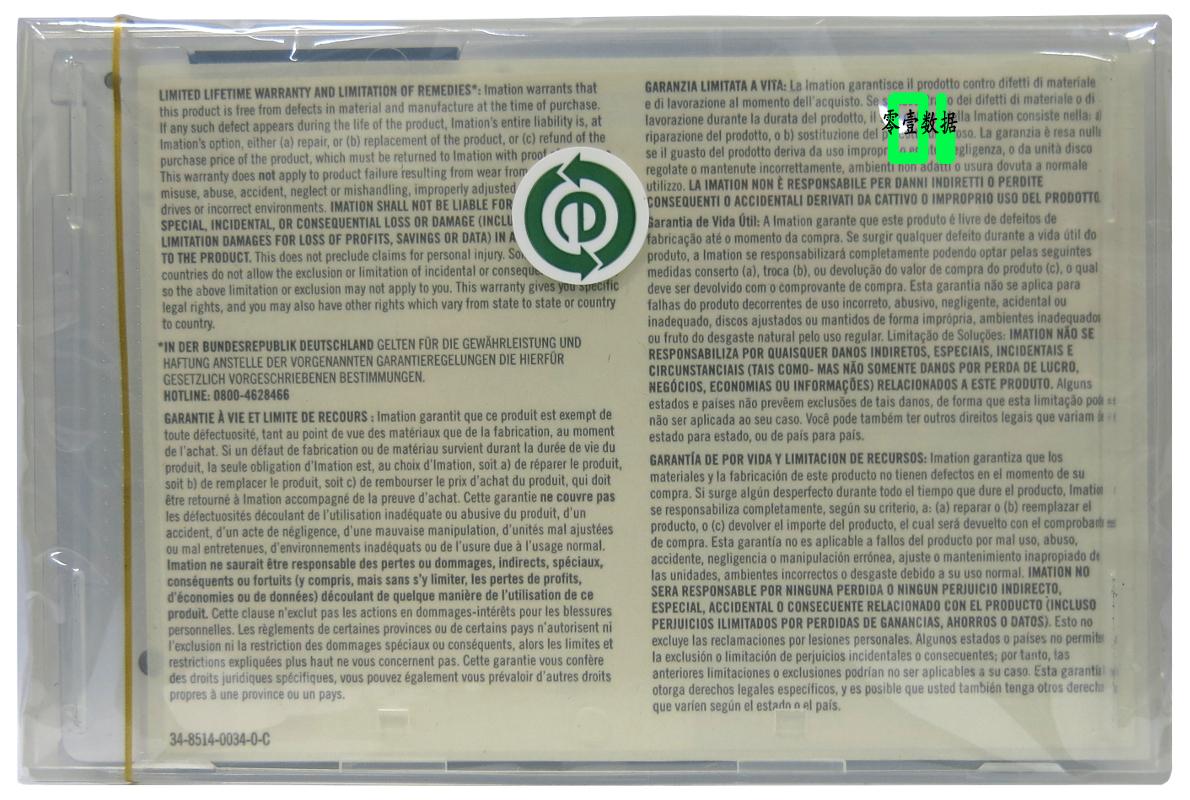 LIMITED LIFETIME WARRANTY AND LIMITATION OF REMEDIES*: Imation warrants that
this product is free from defects in material and manufacture at the time of purchase.
If any such defect appears during the life of the product, Imation's entire liability is, at
Imation's option, either (a) repair, or (b) replacement of the product, or (c) refund of the
purchase price of the product, which must be returned to Imation with proof
This warranty does not apply to product failure resulting from wear from
misuse, abuse, accident, neglect or mishandling, improperly adjusted
drives or incorrect environments. IMATION SHALL NOT BE LIABLE FOR
SPECIAL, INCIDENTAL, OR CONSEQUENTIAL LOSS OR DAMAGE
LIMITATION DAMAGES FOR LOSS OF PROFITS, SAVINGS OR DATA) IN
TO THE PRODUCT. This does not preclude claims for personal injury.
countries do not allow the exclusion or limitation of incidental or
so the above limitation or exclusion may not apply to you. This warranty gives you specific
legal rights, and you may also have other rights which vary from state to state or country
to country.
*IN DER BUNDESREPUBLIK DEUTSCHLAND GELTEN FÜR DIE GEWÄHRLEISTUNG UND
HAFTUNG ANSTELLE DER VORGENANNTEN GARANTIEREGELUNGEN DIE HIERFÜR
GESETZLICH VORGESCHRIEBENEN BESTIMMUNGEN.
HOTLINE: 0800-4628466
GARANTIE À VIE ET LIMITE DE RECOURS : Imation garantit que ce produit est exempt de
toute défectuosité, tant au point de vue des matériaux que de la fabrication, au moment
de l'achat. Si un défaut de fabrication ou de matériau survient durant la durée de vie du
produit, la seule obligation d'Imation est, au choix d'Imation, soit a) de réparer le produit,
soit b) de remplacer le produit, soit c) de rembourser le prix d'achat du produit, qui doit
être retourné à Imation accompagné de la preuve d'achat. Cette garantie ne couvre pas
les défectuosités découlant de l'utilisation inadéquate ou abusive du produit, d'un
accident, d'un acte de négligence, d'une mauvaise manipulation, d'unités mal ajustées
ou mal entretenues, d'environnements inadéquats ou de l'usure due à l'usage normal.
Imation ne saurait être responsable des pertes ou dommages, indirects, spéciaux,
conséquents ou fortuits (y compris, mais sans s'y limiter, les pertes de profits,
d'économies ou de données) découlant de quelque manière de l'utilisation de ce
produit. Cette clause n'exclut pas les actions en dommages-intérêts pour les blessures
personnelles. Les règlements de certaines provinces ou de certains pays n'autorisent ni
l'exclusion ni la restriction des dommages spéciaux ou conséquents, alors les limites et
restrictions expliquées plus haut ne vous concernent pas. Cette garantie vous confère
des droits juridiques spécifiques, vous pouvez également vous prévaloir d'autres droits
propres à une province ou un pays.
34-8514-0034-0-C
GARANZIA LIMITATA A VITA: La Imation garantisce il prodotto contro difetti di materiale
e di lavorazione al momento dell'acquisto. Se dei difetti di materiale o di
lavorazione durante la durata del prodotto, il Imation consiste nella:
riparazione del prodotto, o b) sostituzione del La garanzia è resa
se il guasto del prodotto deriva da uso da unità disco
regolate o mantenute incorrettamente, ambienti non adatti o usura dovuta a normale
utilizzo. LA IMATION NON È RESPONSABILE PER DANNI INDIRETTI O PERDITE
CONSEQUENTI O ACCIDENTALI DERIVATI DA CATTIVO O IMPROPRIO USO DEL PRODOTTO.
Garantia de Vida Útil: A Imation garante que este produto é livre de defeitos de
fabricação até o momento da compra. Se surgir qualquer defeito durante a vida útil do
produto, a Imation se responsabilizará completamente podendo optar pelas seguintes
medidas conserto (a), troca (b), ou devolução do valor de compra do produto (c), o qual
deve ser devolvido com o comprovante de compra. Esta garantia não se aplica para
falhas do produto decorrentes de uso incorreto, abusivo, negligente, acidental ou
inadequado, discos ajustados ou mantidos de forma imprópria, ambientes inadequados
ou fruto do desgaste natural pelo uso regular. Limitação de Soluções: IMATION NÃO SE
RESPONSABILIZA POR QUAISQUER DANOS INDIRETOS, ESPECIAIS, INCIDENTAIS E
CIRCUNSTANCIAIS (TAIS COMO- MAS NÃO SOMENTE DANOS POR PERDA DE LUCRO,
NEGÓCIOS, ECONOMIAS OU INFORMAÇÕES) RELACIONADOS A ESTE PRODUTO. Alguns
estados e países não prevêem exclusões de tais danos, de forma que esta limitação
não ser aplicada ao seu caso. Você pode também ter outros direitos legais que variam
estado para estado, ou de país para país.
GARANTÍA DE POR VIDA Y LIMITACION DE RECURSOS: Imation garantiza que los
materiales y la fabricación de este producto no tienen defectos en el momento de su
compra. Si surge algún desperfecto durante todo el tiempo que dure el producto, Imation
se responsabiliza completamente, según su criterio, a: (a) reparar o (b) reemplazar el
producto, o (c) devolver el importe del producto, el cual será devuelto con el
de compra. Esta garantía no es aplicable a fallos del producto por mal uso, abuso,
accidente, negligencia o manipulación errónea, ajuste o mantenimiento inapropiado de
las unidades, ambientes incorrectos o desgaste debido a su uso normal. IMATION NO
SERA RESPONSABLE POR NINGUNA PERDIDA O NINGUN PERJUICIO INDIRECTO,
ESPECIAL, ACCIDENTAL O CONSECUENTE RELACIONADO CON EL PRODUCTO (INCLUSO
PERJUICIOS ILIMITADOS POR PERDIDAS DE GANANCIAS, AHORROS O DATOS). Esto no
excluye las reclamaciones por lesiones personales. Algunos estados o países no
la exclusión o limitación de perjuicios incidentales o consecuentes; por tanto, las
anteriores limitaciones o exclusiones podrían no ser aplicables a su caso. Esta
otorga derechos legales específicos, y es posible que usted también tenga otros
que varíen según el estado o el país.
零壹数据
01